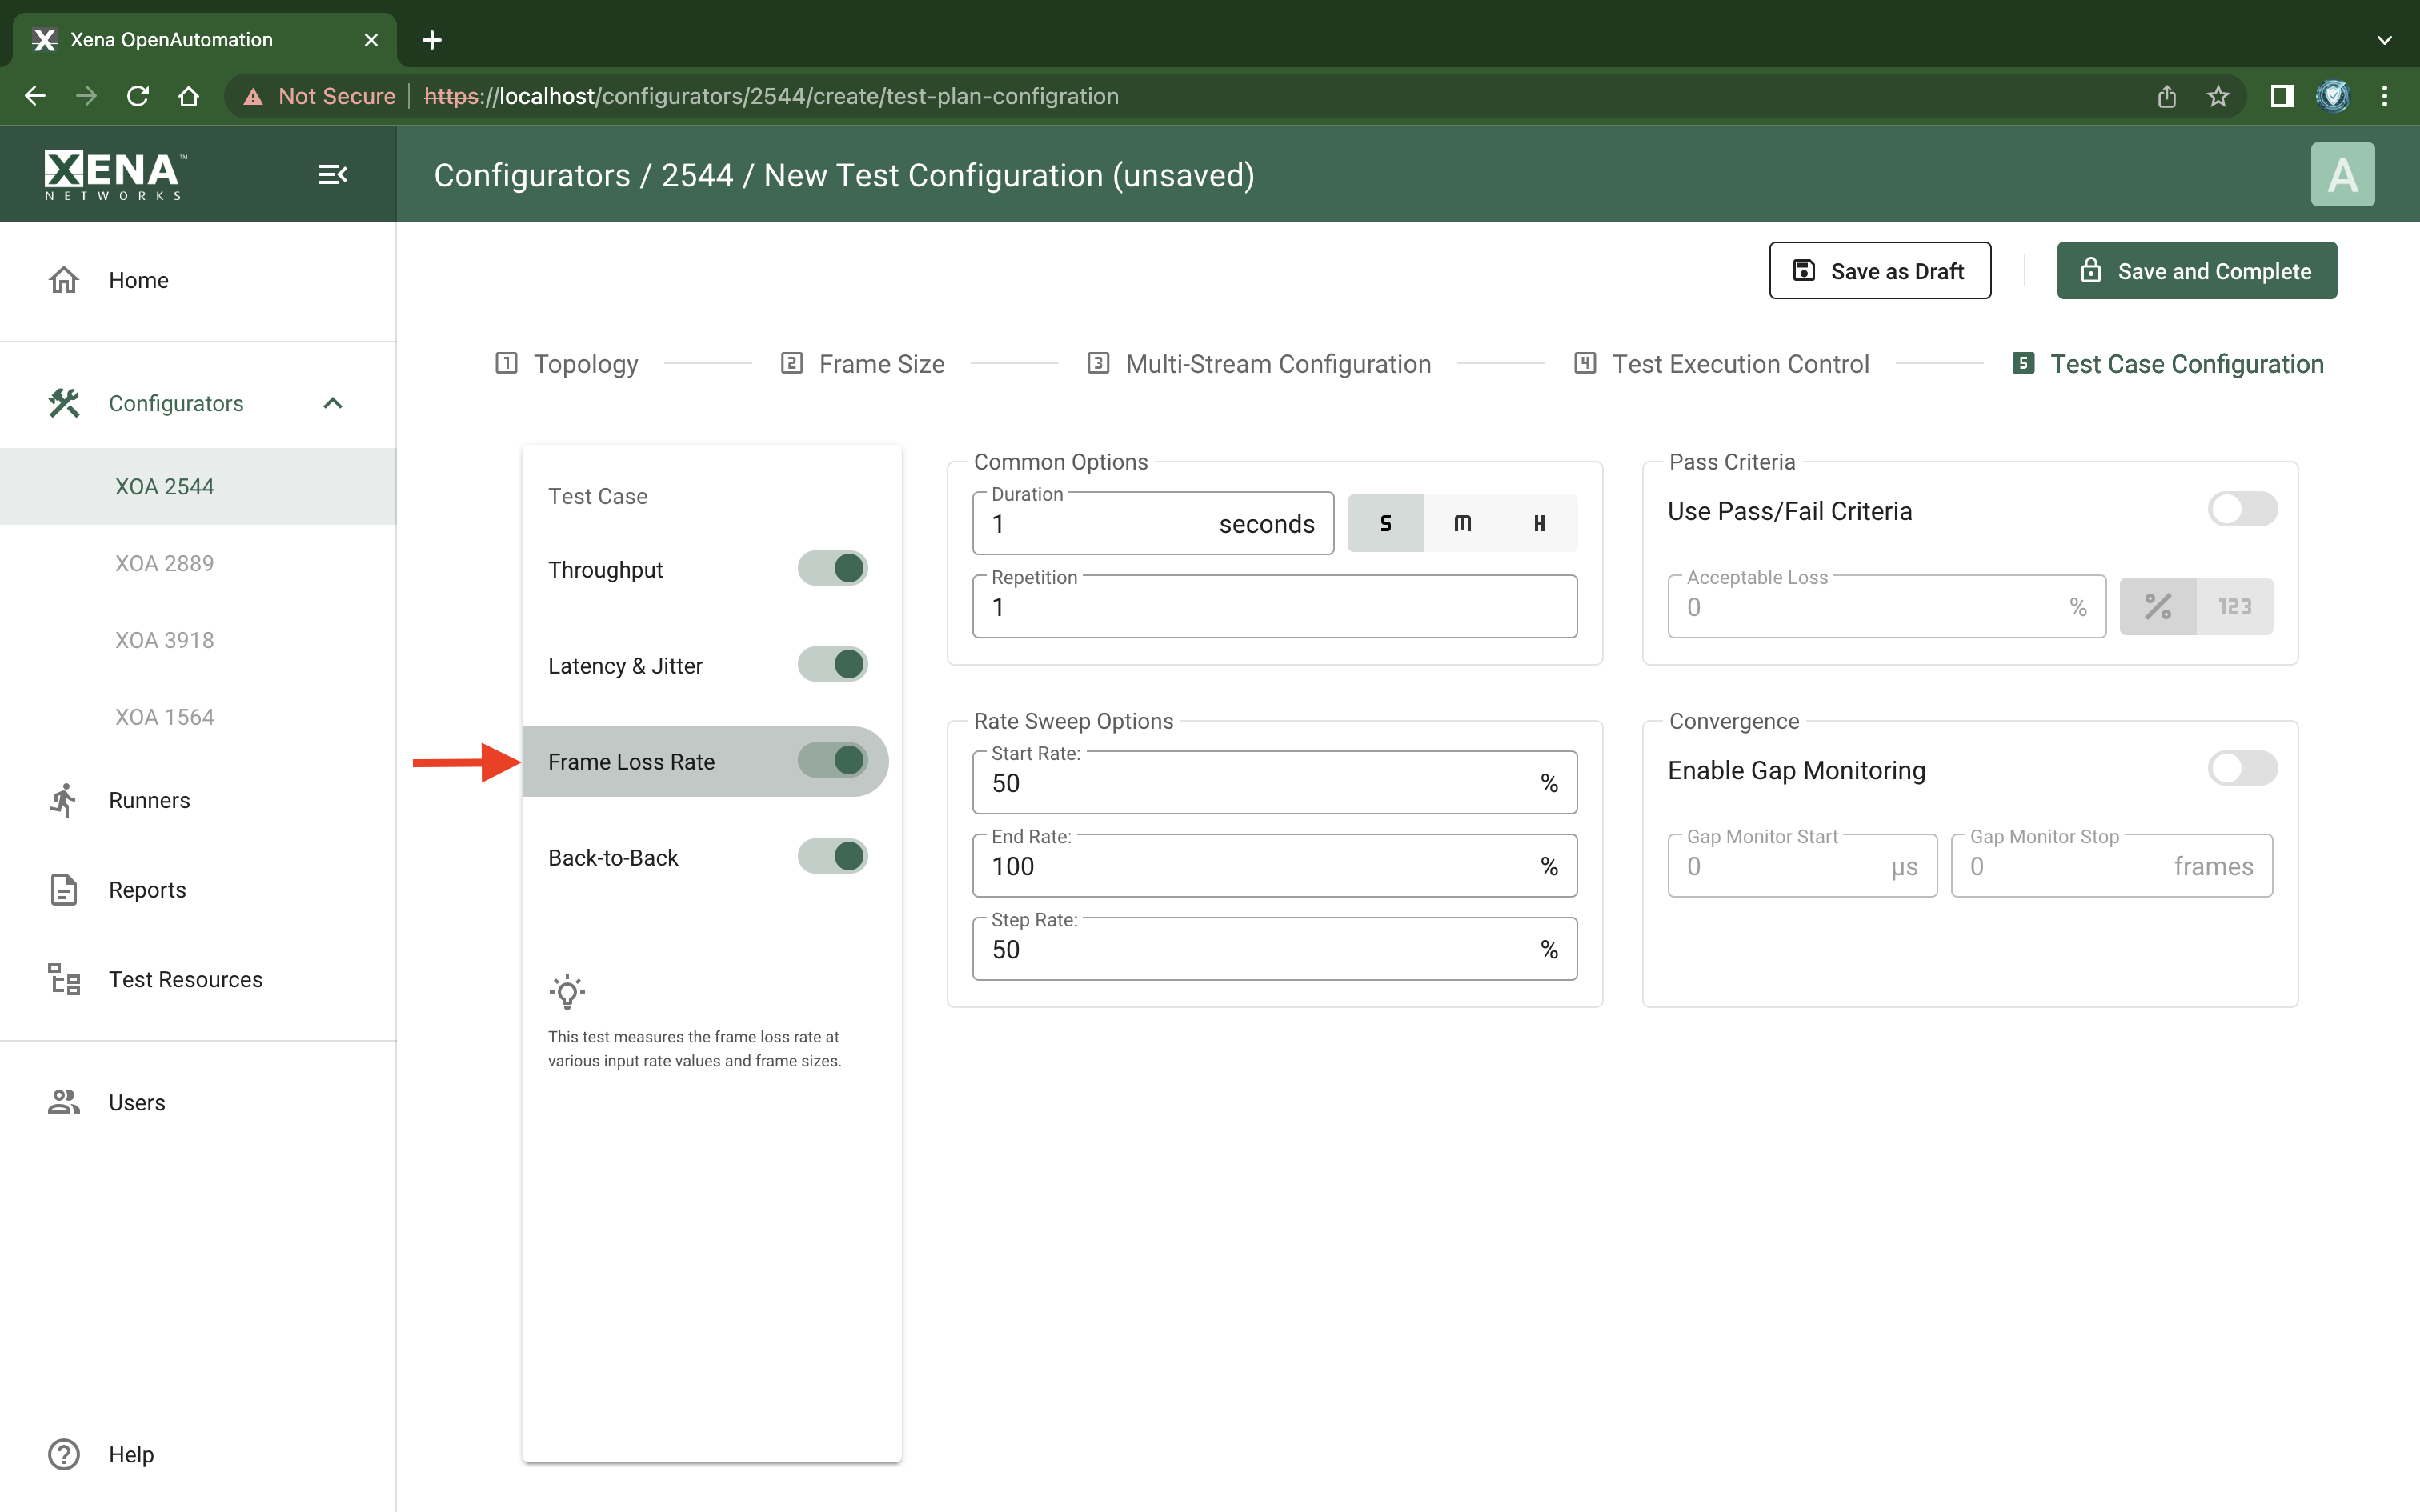 Xena OpenAutomation
Not Secure
https://localhost/configurators/2544/create/test-plan-configration
XENA™
NETWORKS
Configurators / 2544 / New Test Configuration (unsaved)
A
Home
Configurators
XOA 2544
XOA 2889
XOA 3918
XOA 1564
Runners
Reports
Test Resources
Users
Help
Save as Draft
Save and Complete
1 Topology
2 Frame Size
3 Multi-Stream Configuration
4 Test Execution Control
5 Test Case Configuration
Test Case
Throughput
Latency & Jitter
Frame Loss Rate
Back-to-Back
This test measures the frame loss rate at
various input rate values and frame sizes.
Common Options
Duration
1 seconds
S M H
Repetition
1
Rate Sweep Options
Start Rate:
50 %
End Rate:
100 %
Step Rate:
50 %
Pass Criteria
Use Pass/Fail Criteria
Acceptable Loss
0 %
% 123
Convergence
Enable Gap Monitoring
Gap Monitor Start
0 µs
Gap Monitor Stop
0 frames